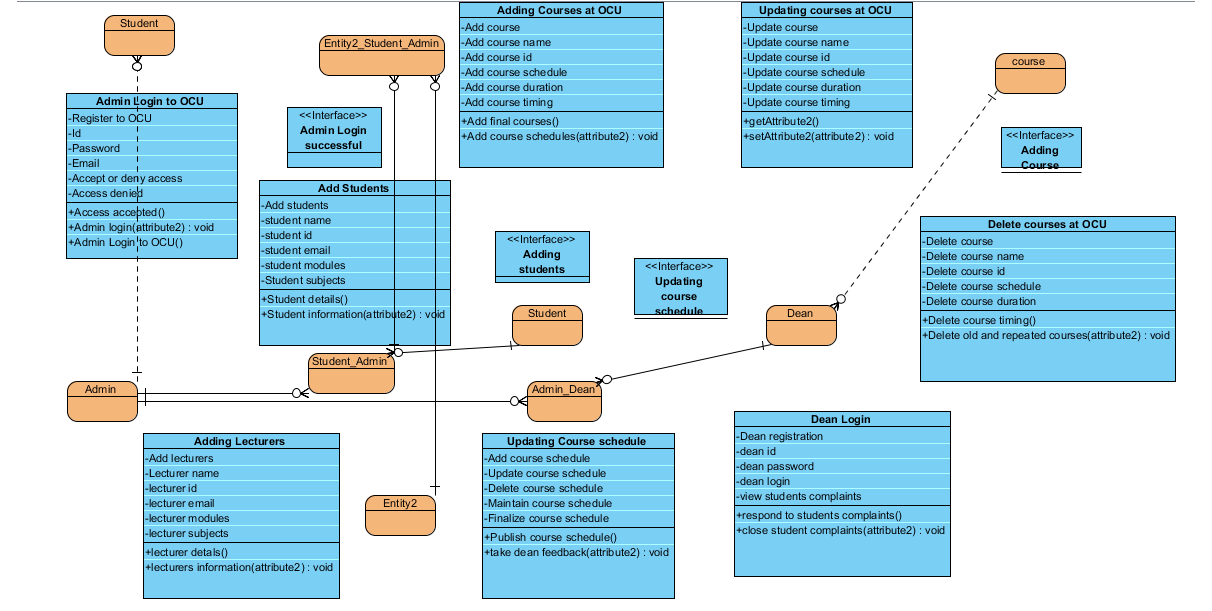 Student
Entity2_Student_Admin
Adding Courses at OCU
-Add course
-Add course name
-Add course id
-Add course schedule
-Add course duration
-Add course timing
+Add final courses()
+Add course schedules(attribute2) : void
Updating courses at OCU
-Update course
-Update course name
-Update course id
-Update course schedule
-Update course duration
-Update course timing
+getAttribute2()
+setAttribute2(attribute2) : void
course
Admin Login to OCU
-Register to OCU
-Id
-Password
-Email
-Accept or deny access
-Access denied
+Access accepted()
+Admin login(attribute2) : void
+Admin Login to OCU()
<<Interface>>
Admin Login
successful
<<Interface>>
Adding
Course
Add Students
-Add students
-student name
-student id
-student email
-student modules
-Student subjects
+Student details()
+Student information(attribute2) : void
<<Interface>>
Adding
students
<<Interface>>
Updating
course
schedule
Delete courses at OCU
-Delete course
-Delete course name
-Delete course id
-Delete course schedule
-Delete course duration
+Delete course timing()
+Delete old and repeated courses(attribute2) : void
Student
Dean
Student_Admin
Admin
Admin_Dean
Adding Lecturers
-Add lecturers
-Lecturer name
-lecturer id
-lecturer email
-lecturer modules
-lecturer subjects
+lecturer detals()
+lecturers information(attribute2) : void
Entity2
Updating Course schedule
-Add course schedule
-Update course schedule
-Delete course schedule
-Maintain course schedule
-Finalize course schedule
+Publish course schedule()
+take dean feedback(attribute2) : void
Dean Login
-Dean registration
-dean id
-dean password
-dean login
-view students complaints
+respond to students complaints()
+close student complaints(attribute2) : void